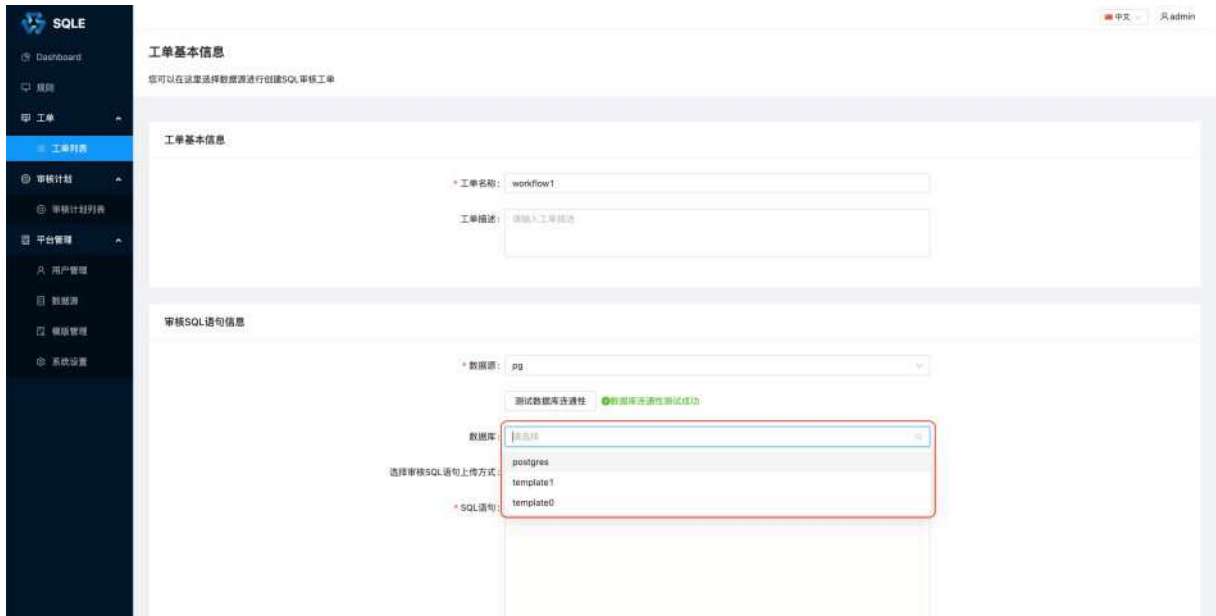 SQLE
中文
admin
Dashboard
规则
工单
工单列表
审核计划
审核计划列表
平台管理
用户管理
数据源
模版管理
系统设置
工单基本信息
您可以在这里选择数据源进行创建SQL审核工单
工单基本信息
* 工单名称: workflow1
工单描述: 请输入工单描述
审核SQL语句信息
* 数据源: pg
测试数据库连通性 数据库连通性测试成功
数据库: 请选择
postgres
选择审核SQL语句上传方式:
template1
* SQL语句: template0